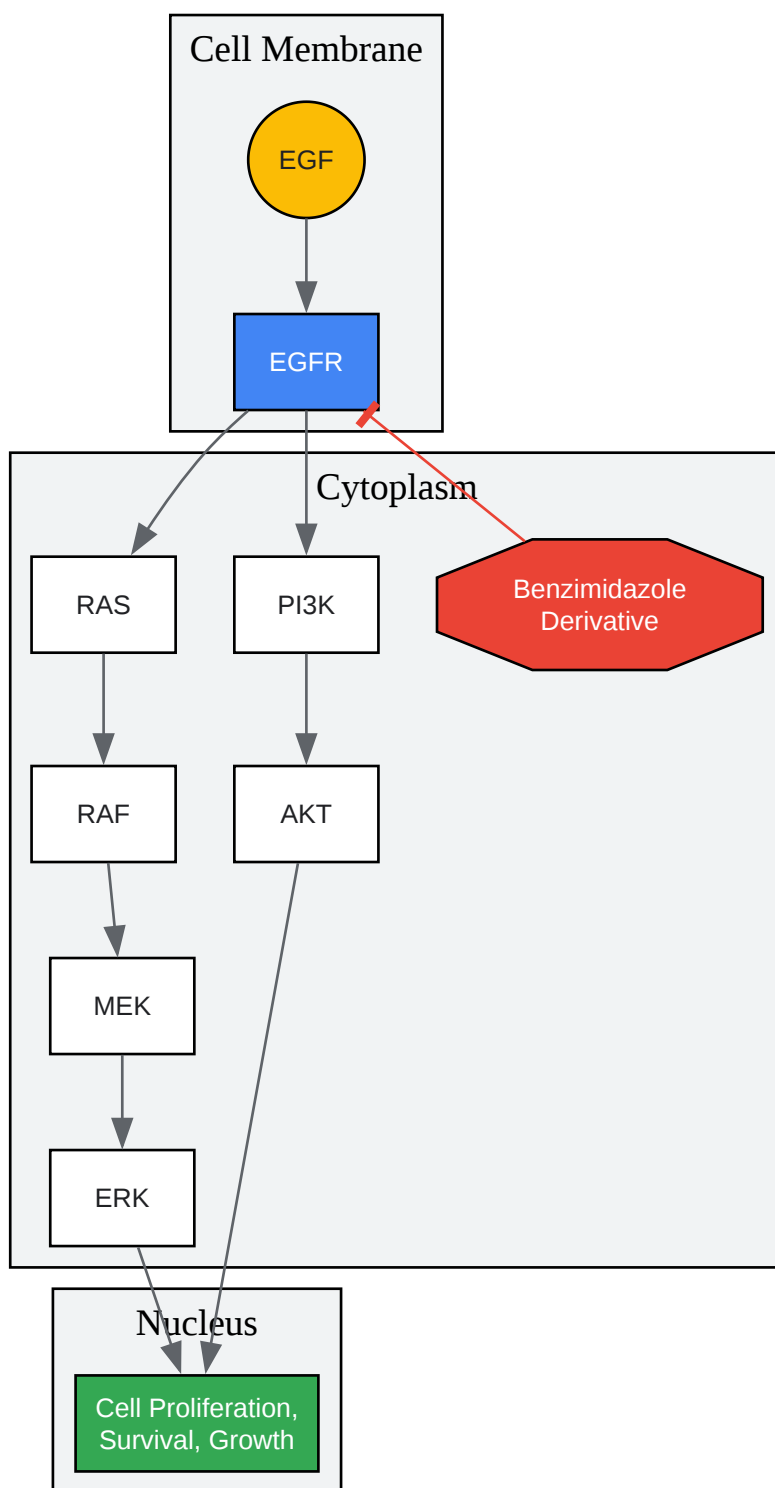 Cell Membrane
EGF
EGFR
Cytoplasm
RAS
PI3K
Benzimidazole
Derivative
RAF
AKT
MEK
ERK
Nucleus
Cell Proliferation,
Survival, Growth